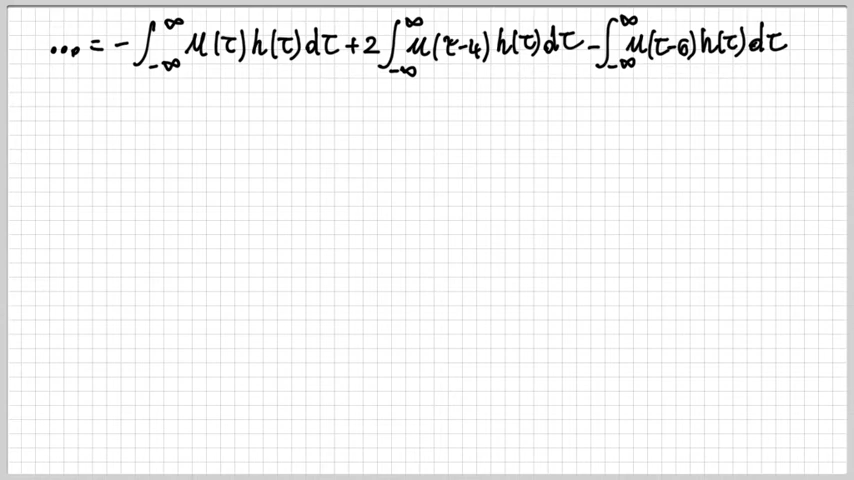 ... = - ∫_{-∞}^{∞} u(τ) h(τ) dτ + 2 ∫_{-∞}^{∞} u(τ-4) h(τ) dτ - ∫_{-∞}^{∞} u(τ-6) h(τ) dτ